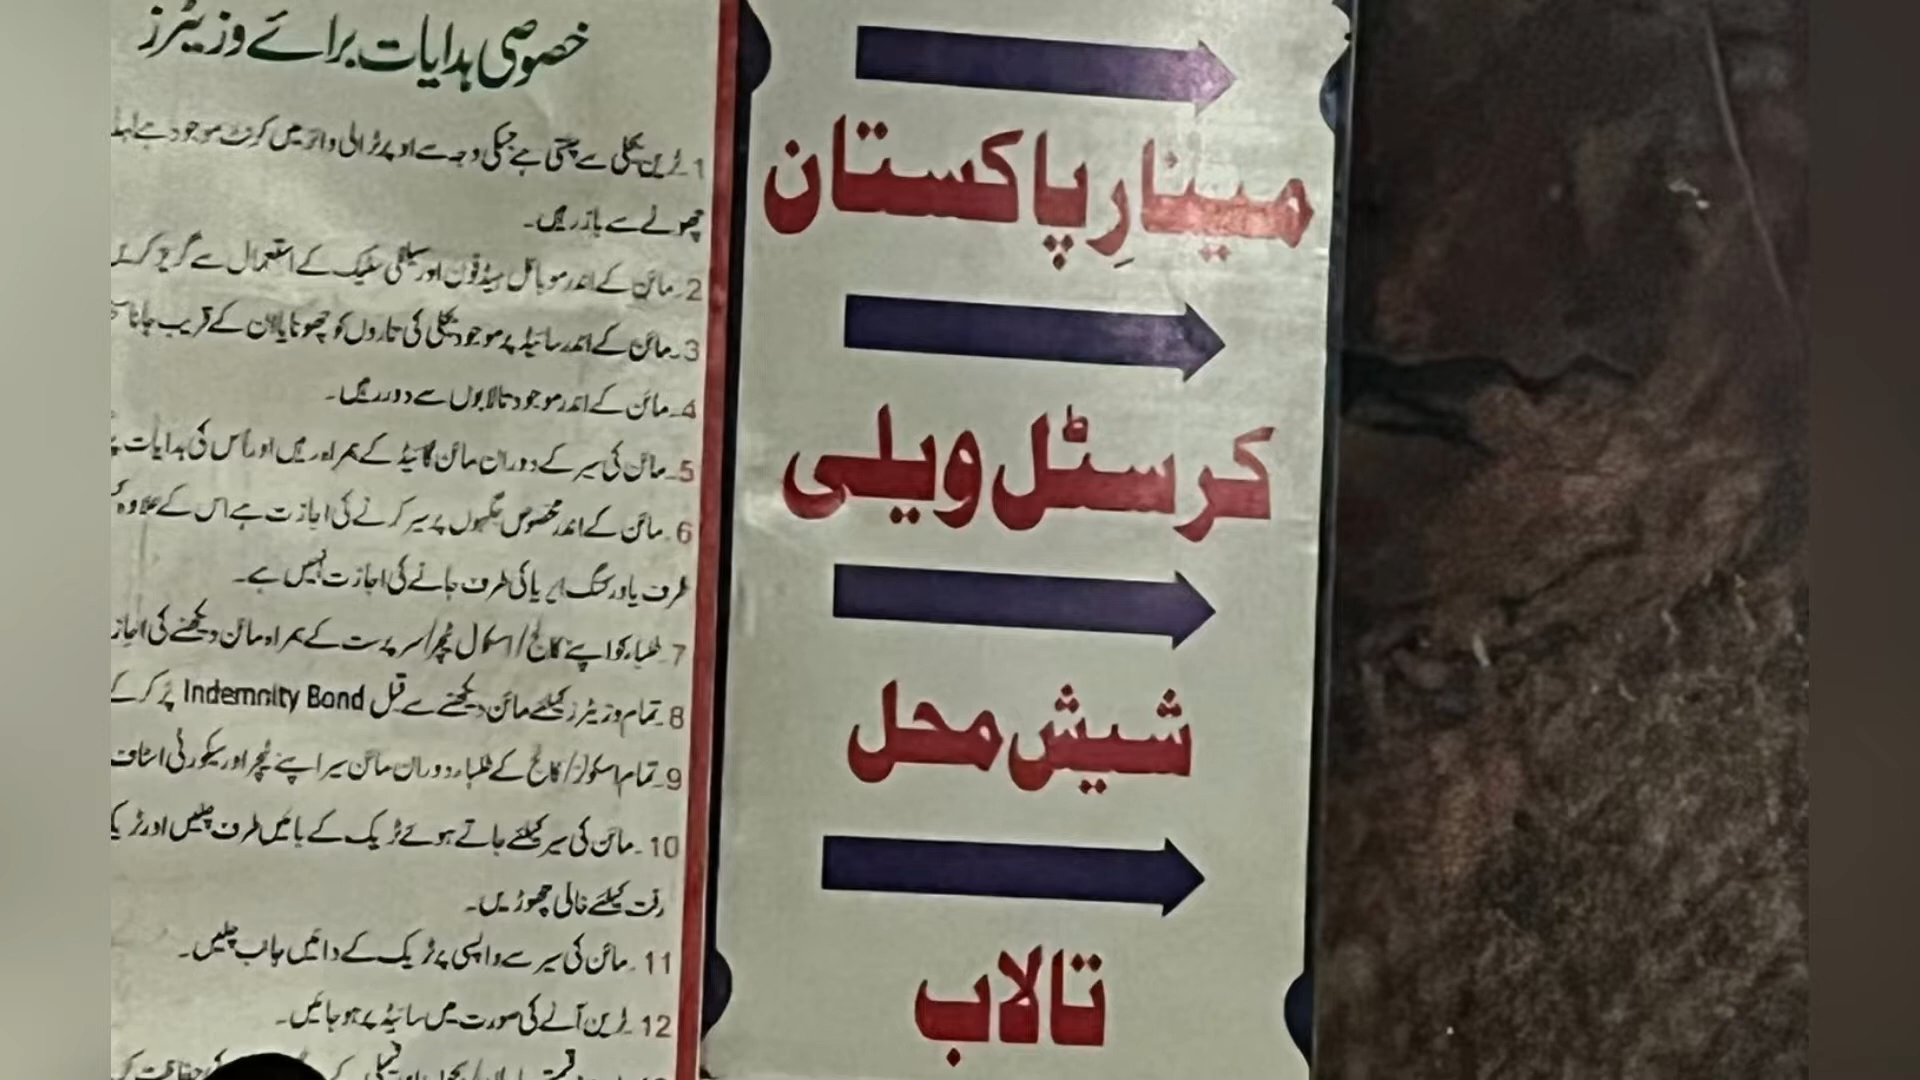 خصوصی ہدایات برائے وزیٹرز
1۔ ٹرین بجلی سے چلتی ہے جسکی وجہ سے اوپر ٹرالی وائر میں کرنٹ موجود ہے لہذ
چھونے سے باز رہیں۔
2۔ مائن کے اندر موبائل ہیڈ فون اور سیلفی سٹیک کے استعمال سے گریز کریں
3۔ مائن کے اندر سائیڈ پر موجود بجلی کی تاروں کو چھونا یا ان کے قریب جانا
4۔ مائن کے اندر موجود تالابوں سے دور رہیں۔
5۔ مائن کی سیر کے دوران مائن گائیڈ کے ہمراہ رہیں اور اُس کی ہدایات پر
6۔ مائن کے اندر مخصوص جگہوں پر سیر کرنے کی اجازت ہے اس کے علاوہ
طرف یا ورکنگ ایریا کی طرف جانے کی اجازت نہیں ہے۔
7۔ طلباء کو اپنے کالج/اسکول ٹیچر/سرپرست کے ہمراہ مائن دیکھنے کی اجاز
8۔ تمام وزیٹرز کیلئے مائن دیکھنے سے قبل Indemnity Bond پُر کر کے
9۔ تمام اسکولز/کالج کے طلباء دوران مائن سیر اپنے ٹیچر اور سیکورٹی اسٹاف
10۔ مائن کی سیر کیلئے جاتے ہوئے ٹریک کے بائیں طرف چلیں اور ٹریک
رفت کیلئے خالی چھوڑیں۔
11۔ مائن کی سیر سے واپسی پر ٹریک کے دائیں جانب چلیں۔
12۔ ٹرین آنے کی صورت میں سائیڈ پر ہو جائیں۔
مینارِ پاکستان
کرسٹل ویلی
شیش محل
تالاب